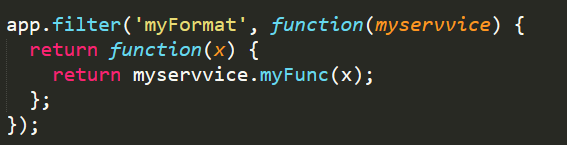 app.filter('myFormat', function(myservvice) {
  return function(x) {
    return myservvice.myFunc(x);
  };
});